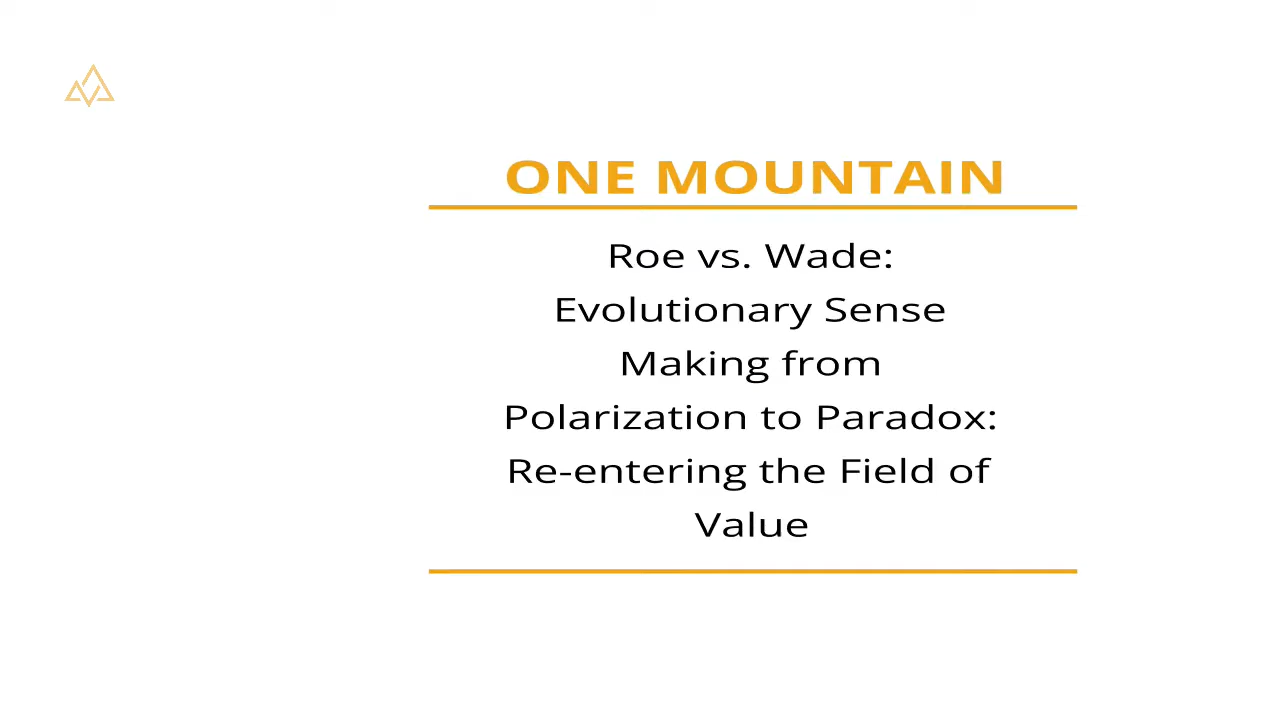 ONE MOUNTAIN
Roe vs. Wade:
Evolutionary Sense
Making from
Polarization to Paradox:
Re-entering the Field of
Value